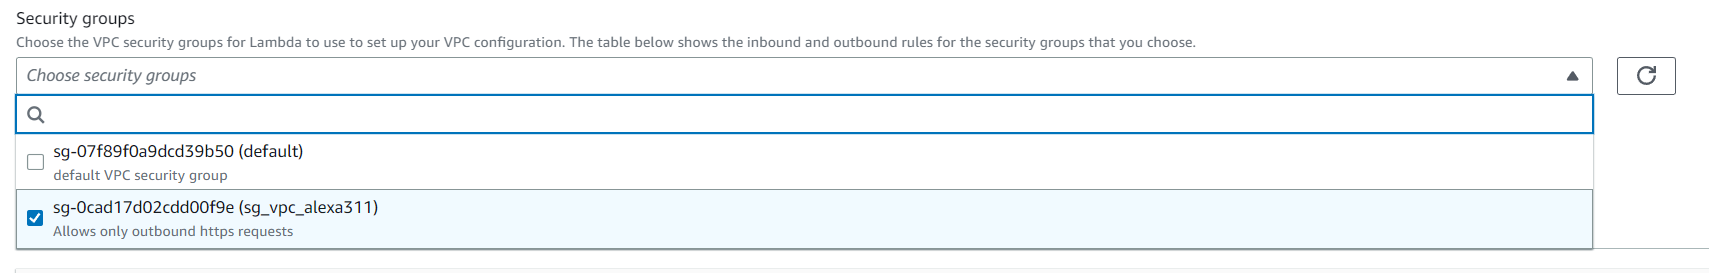 Security groups
Choose the VPC security groups for Lambda to use to set up your VPC configuration. The table below shows the inbound and outbound rules for the security groups that you choose.
Choose security groups
sg-07f89f0a9dcd39b50 (default)
default VPC security group
sg-0cad17d02cdd00f9e (sg_vpc_alexa311)
Allows only outbound https requests